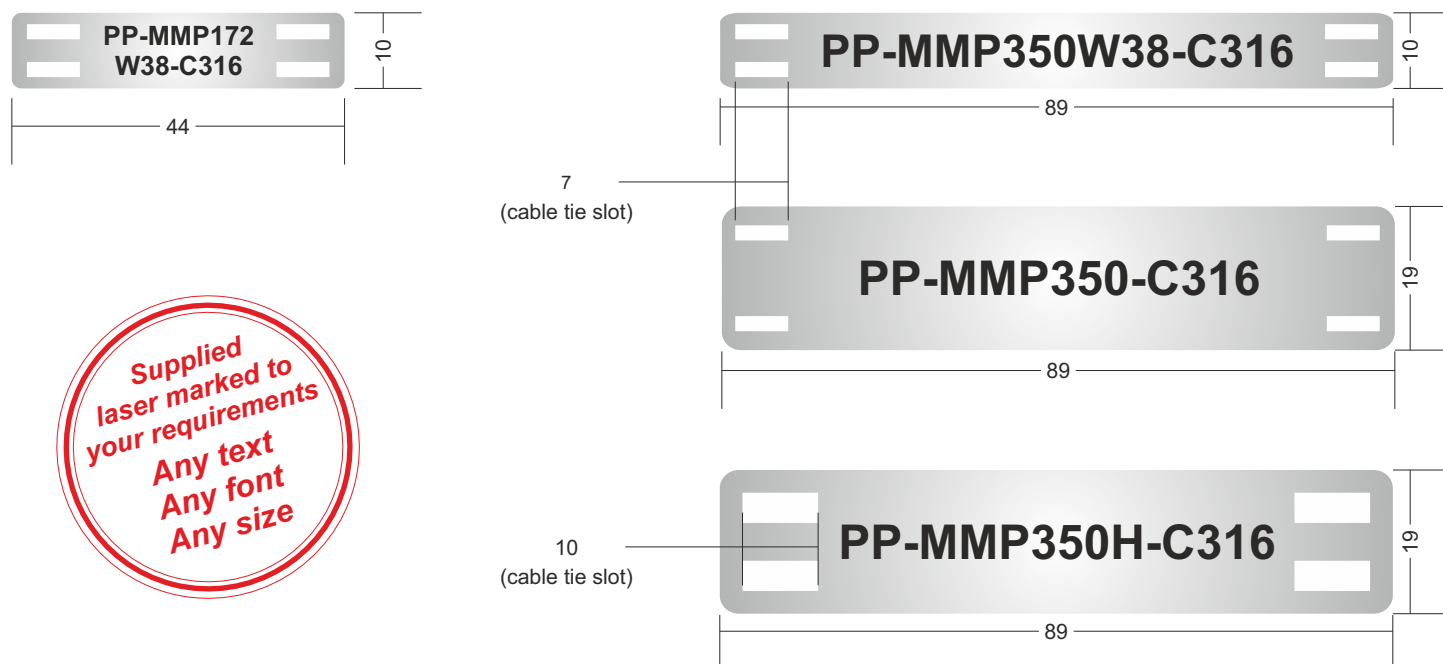 PP-MMP172
W38-C316
10
44
PP-MMP350W38-C316
10
89
7
(cable tie slot)
PP-MMP350-C316
19
89
Supplied
laser marked to
your requirements
Any text
Any font
Any size
PP-MMP350H-C316
19
10
(cable tie slot)
89